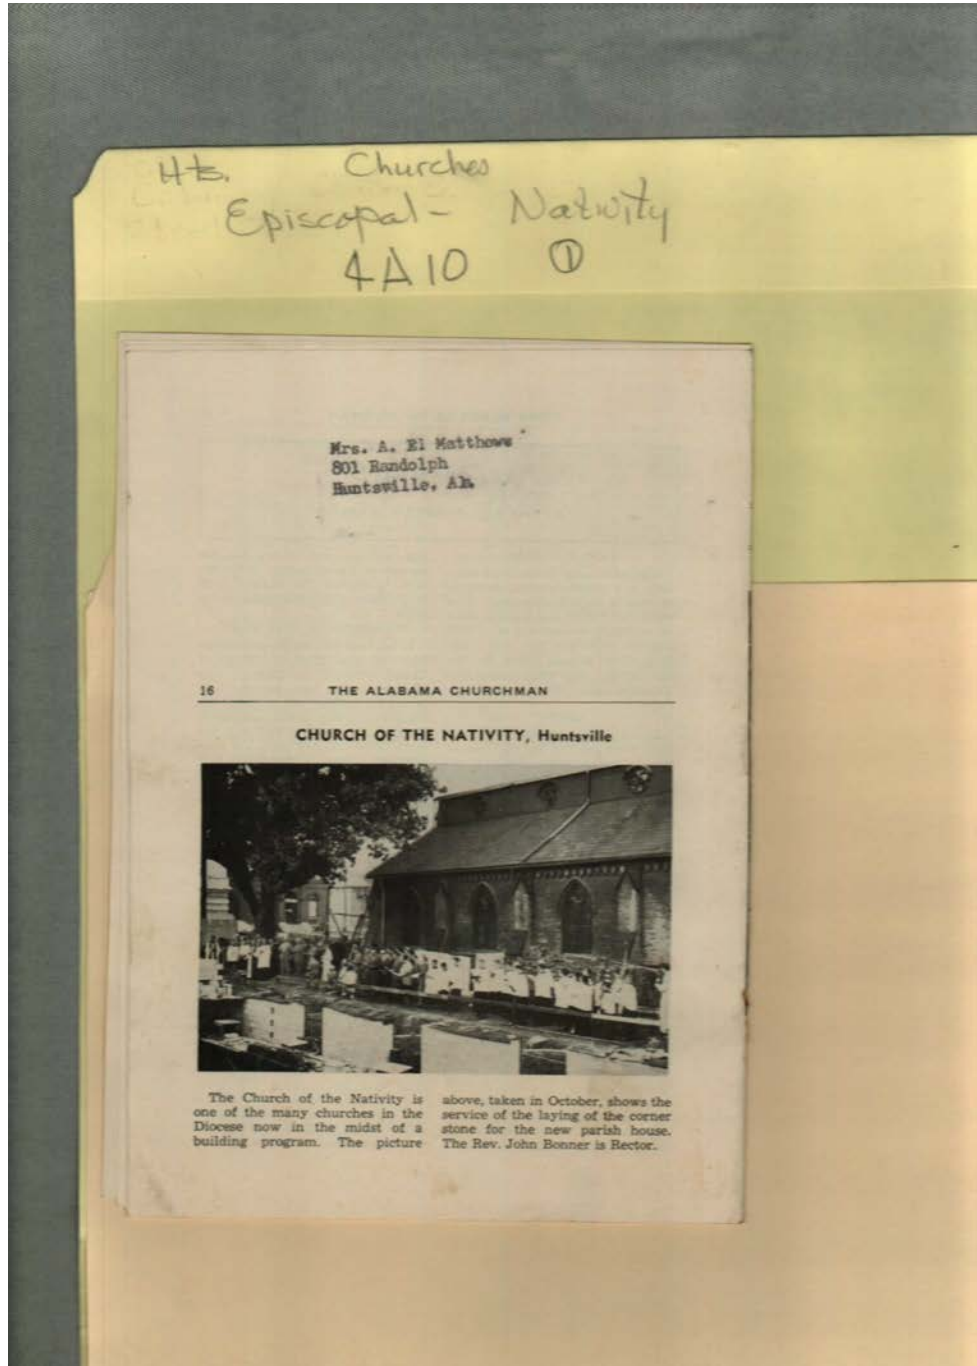 Hts. Churches
Episcopal - Nativity
4A10 ①
Mrs. A. El Matthows
801 Randolph
Huntsville, Ala
16 THE ALABAMA CHURCHMAN
CHURCH OF THE NATIVITY, Huntsville
The Church of the Nativity is
one of the many churches in the
Diocese now in the midst of a
building program. The picture
above, taken in October, shows the
service of the laying of the corner
stone for the new parish house.
The Rev. John Bonner is Rector.